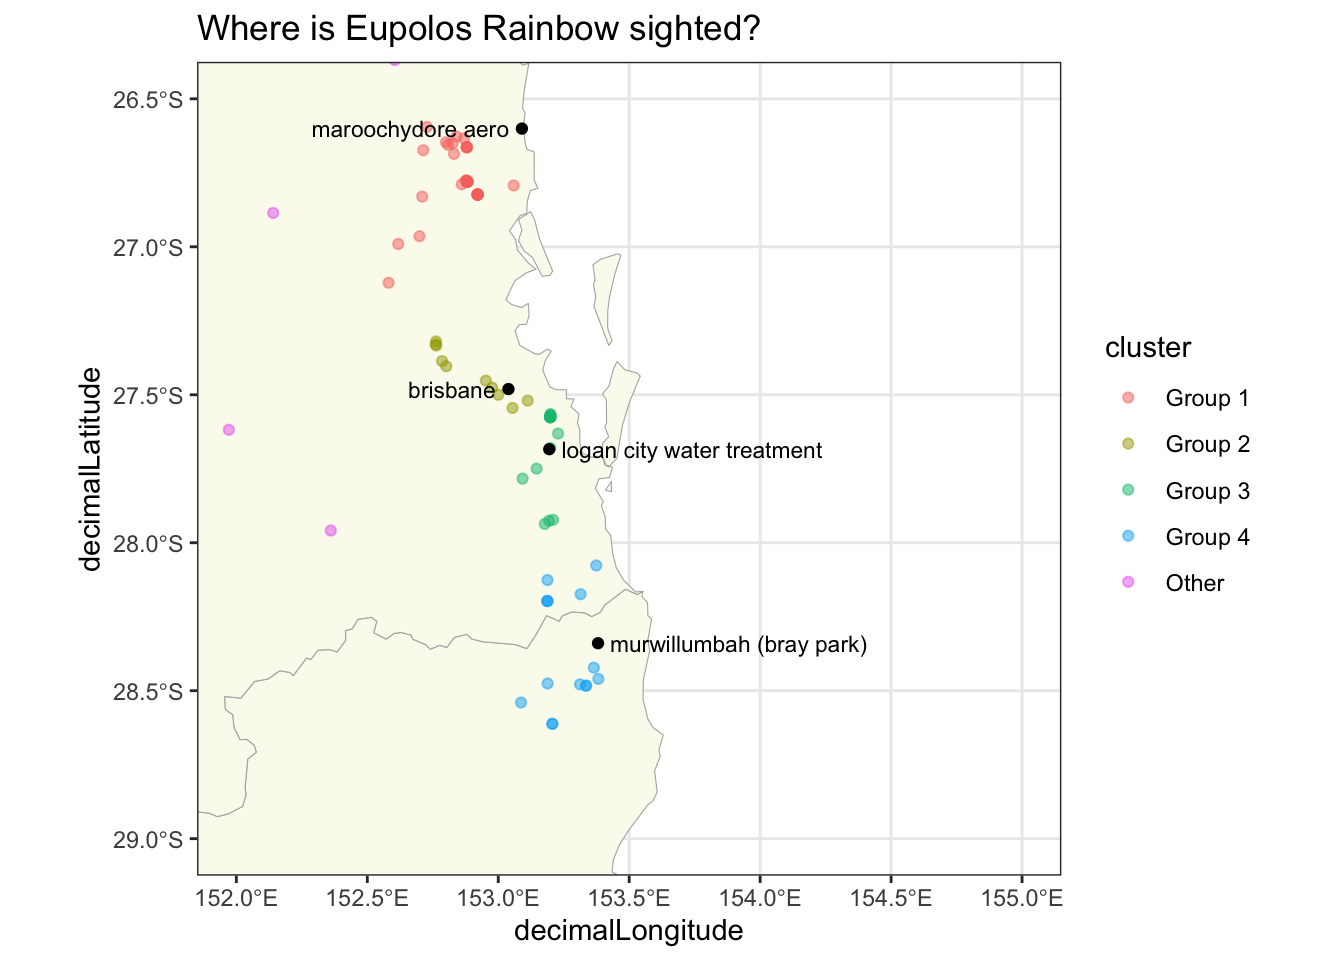 Where is Eupolos Rainbow sighted?
26.5°S
27.0°S
27.5°S
28.0°S
28.5°S
29.0°S
decimalLatitude
maroochydore aero
brisbane
logan city water treatment
murwillumbah (bray park)
152.0°E 152.5°E 153.0°E 153.5°E 154.0°E 154.5°E 155.0°E
decimalLongitude
cluster
Group 1
Group 2
Group 3
Group 4
Other